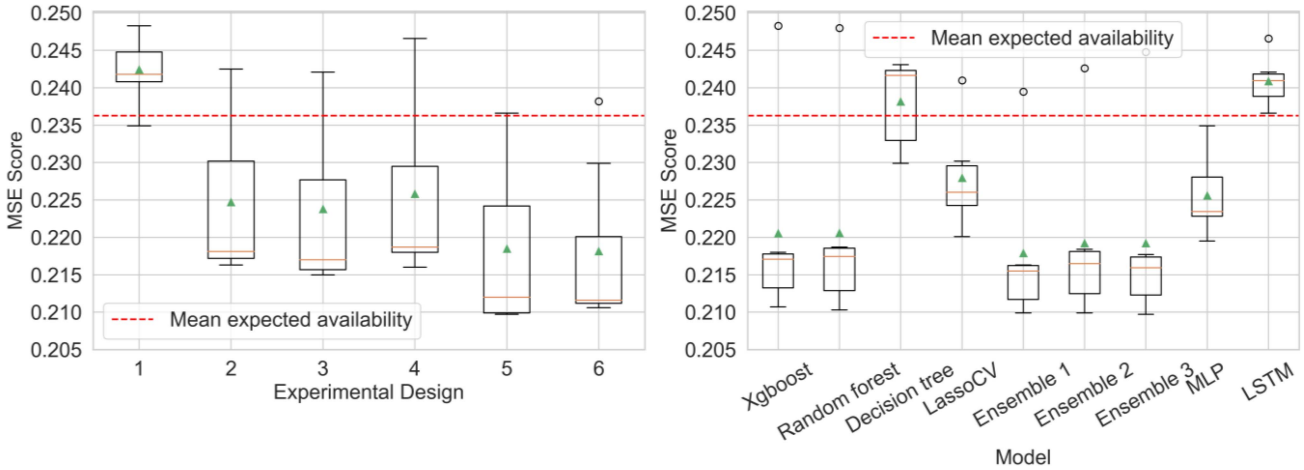 0.250
0.245
0.240
0.235
0.230
0.225
0.220
0.215
0.210
0.205
MSE Score
Mean expected availability
1 2 3 4 5 6
Experimental Design
0.250
0.245
0.240
0.235
0.230
0.225
0.220
0.215
0.210
0.205
MSE Score
Mean expected availability
Xgboost
Random forest
Decision tree
LassoCV
Ensemble 1
Ensemble 2
Ensemble 3
MLP
LSTM
Model